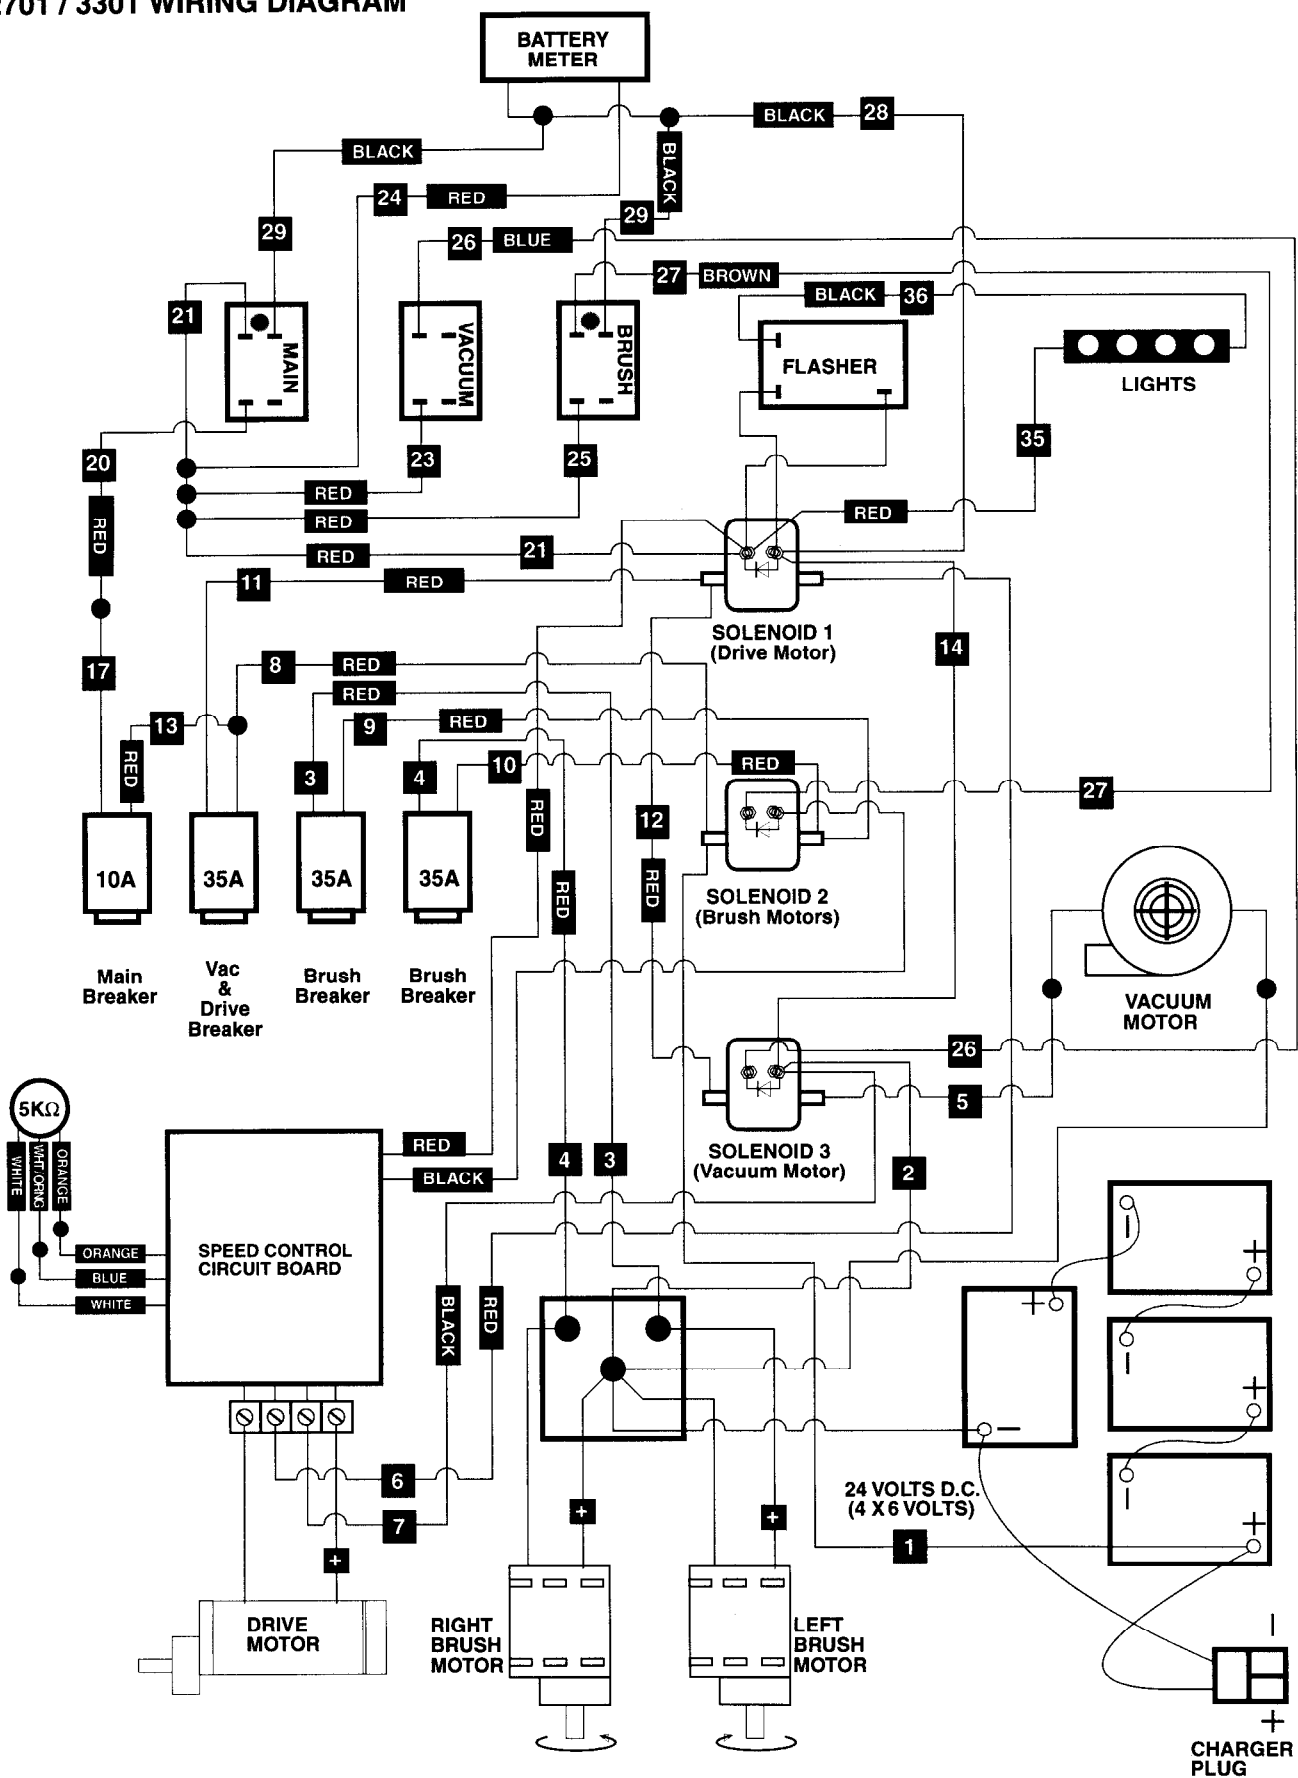 2701 / 3301 WIRING DIAGRAM
BATTERY
METER
BLACK
28
BLACK
BLACK
24
RED
29
29
26
BLUE
27
BROWN
BLACK
36
21
MAIN
VACUUM
BRUSH
FLASHER
LIGHTS
20
23
25
35
RED
RED
RED
RED
RED
21
11
RED
SOLENOID 1
(Drive Motor)
14
17
8
RED
RED
13
9
RED
RED
3
4
10
RED
27
RED
12
10A
35A
35A
35A
RED
RED
SOLENOID 2
(Brush Motors)
Main
Breaker
Vac
&
Drive
Breaker
Brush
Breaker
Brush
Breaker
VACUUM
MOTOR
26
5
5KΩ
WHITE
WHT/ORNG
ORANGE
RED
BLACK
4
3
SOLENOID 3
(Vacuum Motor)
2
ORANGE
BLUE
WHITE
SPEED CONTROL
CIRCUIT BOARD
BLACK
RED
+
−
+
−
+
−
+
−
6
7
24 VOLTS D.C.
(4 X 6 VOLTS)
1
+
+
+
DRIVE
MOTOR
RIGHT
BRUSH
MOTOR
LEFT
BRUSH
MOTOR
−
+
CHARGER
PLUG